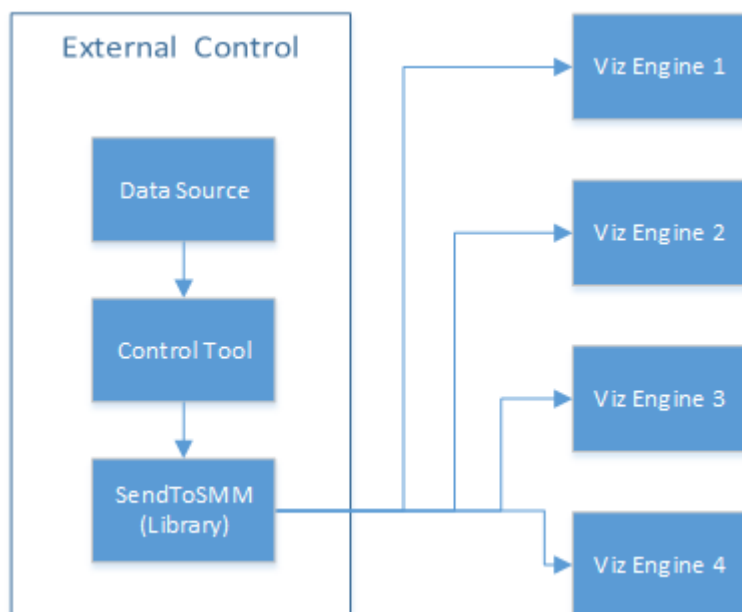 External Control
Data Source
Control Tool
SendToSMM
(Library)
Viz Engine 1
Viz Engine 2
Viz Engine 3
Viz Engine 4